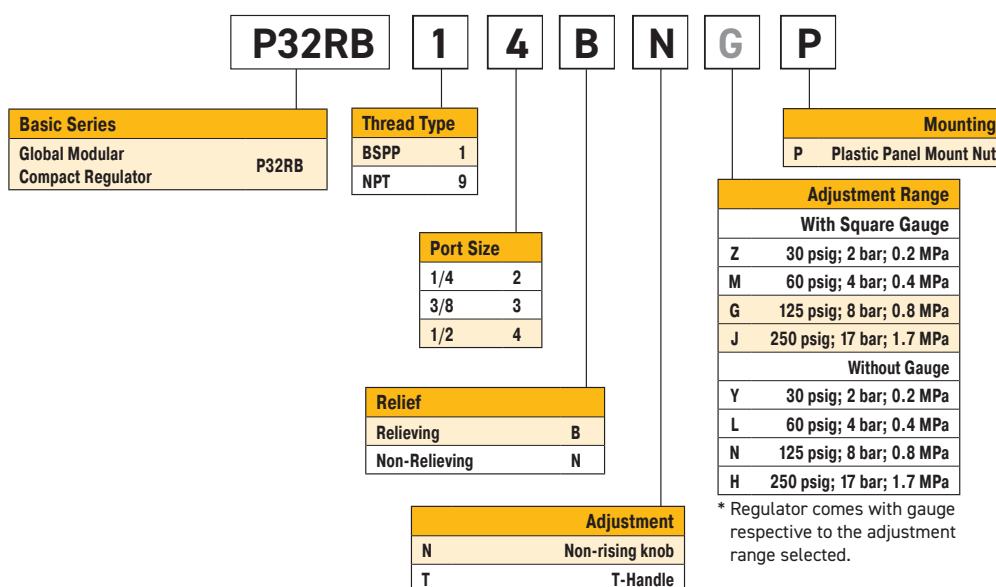 P32RB 1 4 B N G P
Basic Series
Global Modular
Compact Regulator P32RB
Thread Type
BSPP 1
NPT 9
Mounting
P Plastic Panel Mount Nut
Port Size
1/4 2
3/8 3
1/2 4
Adjustment Range
With Square Gauge
Z 30 psig; 2 bar; 0.2 MPa
M 60 psig; 4 bar; 0.4 MPa
G 125 psig; 8 bar; 0.8 MPa
J 250 psig; 17 bar; 1.7 MPa
Without Gauge
Y 30 psig; 2 bar; 0.2 MPa
L 60 psig; 4 bar; 0.4 MPa
N 125 psig; 8 bar; 0.8 MPa
H 250 psig; 17 bar; 1.7 MPa
* Regulator comes with gauge
respective to the adjustment
range selected.
Relief
Relieving B
Non-Relieving N
Adjustment
N Non-rising knob
T T-Handle